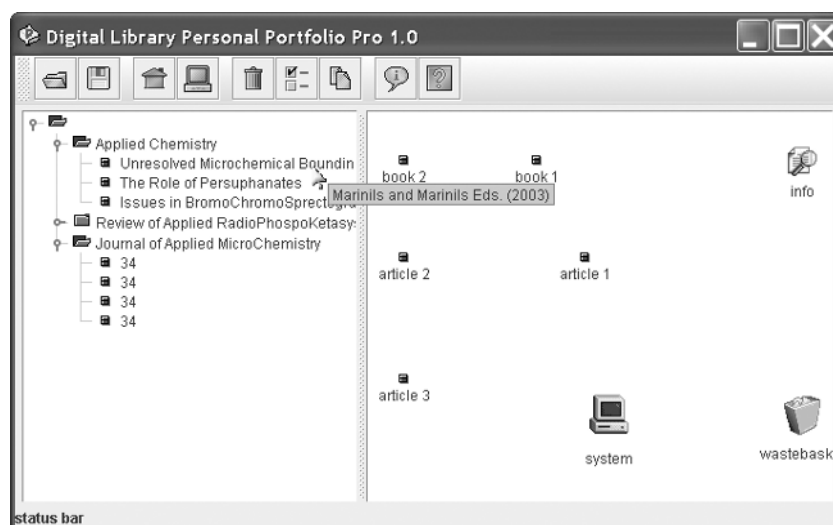 Digital Library Personal Portfolio Pro 1.0
Applied Chemistry
Unresolved Microchemical Boundin
The Role of Persuphanates
Marinils and Marinils Eds. (2003)
Issues in BromoChromoSprectogra
Review of Applied RadioPhospoKetasy
Journal of Applied MicroChemistry
34
34
34
34
book 2
book 1
info
article 2
article 1
article 3
system
wastebask
status bar